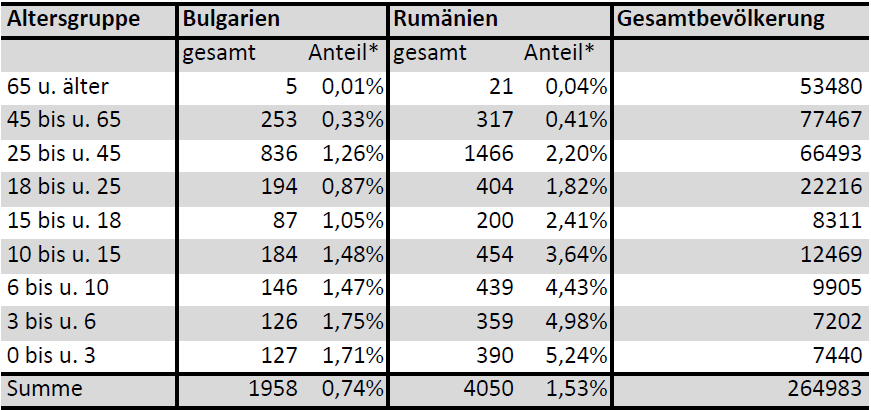 Altersgruppe Bulgarien Rumänien Gesamtbevölkerung
gesamt Anteil* gesamt Anteil*
65 u. älter 5 0,01% 21 0,04% 53480
45 bis u. 65 253 0,33% 317 0,41% 77467
25 bis u. 45 836 1,26% 1466 2,20% 66493
18 bis u. 25 194 0,87% 404 1,82% 22216
15 bis u. 18 87 1,05% 200 2,41% 8311
10 bis u. 15 184 1,48% 454 3,64% 12469
6 bis u. 10 146 1,47% 439 4,43% 9905
3 bis u. 6 126 1,75% 359 4,98% 7202
0 bis u. 3 127 1,71% 390 5,24% 7440
Summe 1958 0,74% 4050 1,53% 264983